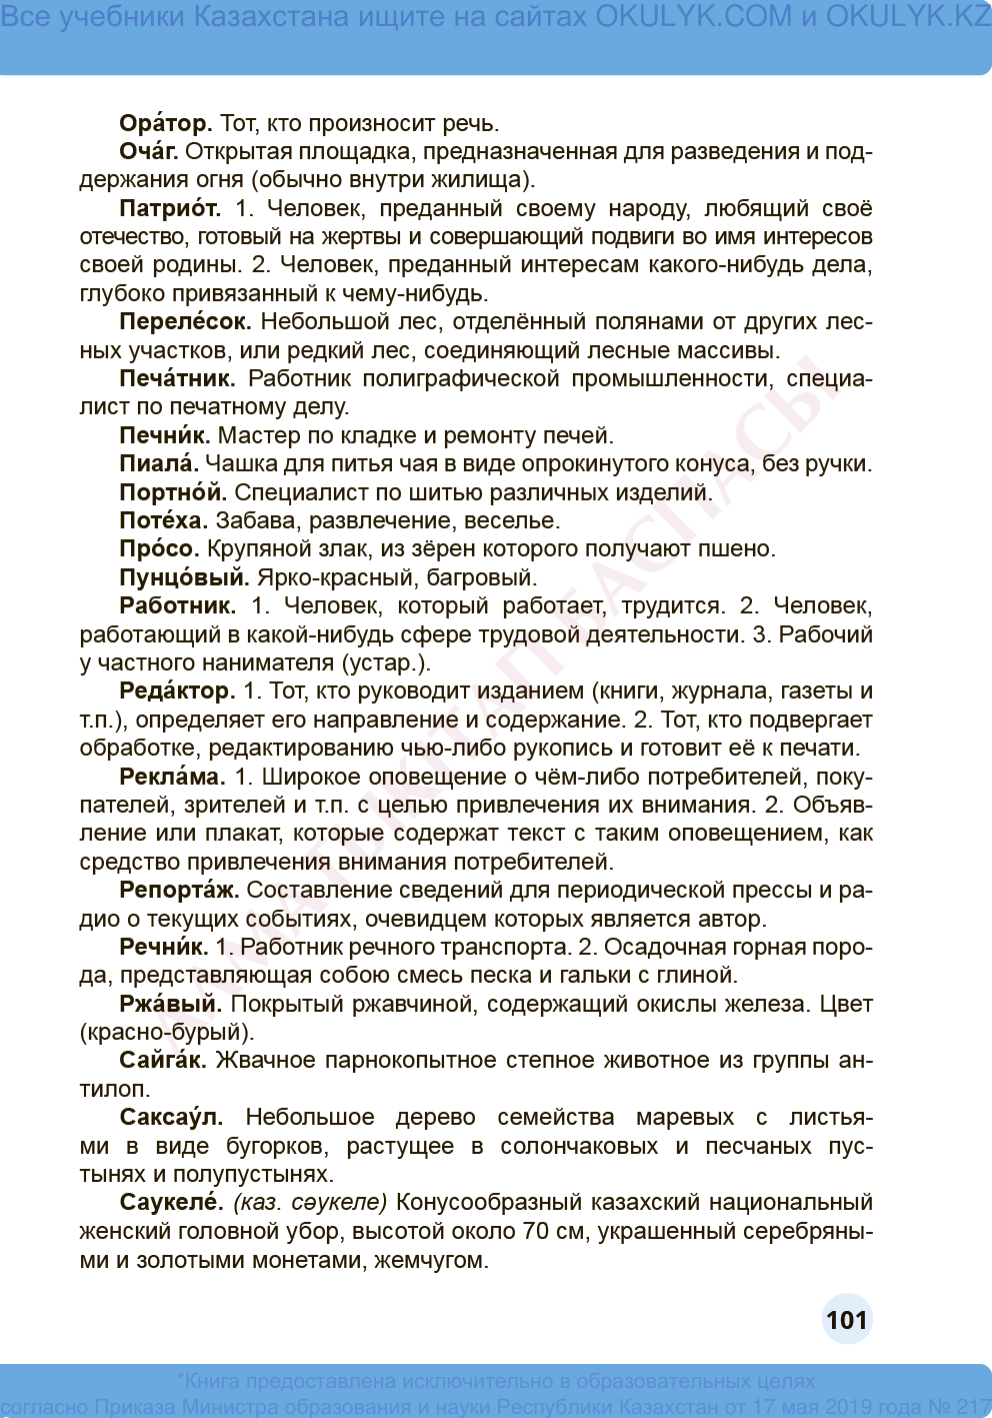 Все учебники Казахстана ищите на сайтах OKULYK.COM и OKULYK.KZ
Ора́тор. Тот, кто произносит речь.
Оча́г. Открытая площадка, предназначенная для разведения и под-
держания огня (обычно внутри жилища).
Патрио́т. 1. Человек, преданный своему народу, любящий своё
отечество, готовый на жертвы и совершающий подвиги во имя интересов
своей родины. 2. Человек, преданный интересам какого-нибудь дела,
глубоко привязанный к чему-нибудь.
Переле́сок. Небольшой лес, отделённый полянами от других лес-
ных участков, или редкий лес, соединяющий лесные массивы.
Печа́тник. Работник полиграфической промышленности, специа-
лист по печатному делу.
Печни́к. Мастер по кладке и ремонту печей.
Пиала́. Чашка для питья чая в виде опрокинутого конуса, без ручки.
Портно́й. Специалист по шитью различных изделий.
Поте́ха. Забава, развлечение, веселье.
Про́со. Крупяной злак, из зёрен которого получают пшено.
Пунцо́вый. Ярко-красный, багровый.
Работник. 1. Человек, который работает, трудится. 2. Человек,
работающий в какой-нибудь сфере трудовой деятельности. 3. Рабочий
у частного нанимателя (устар.).
Реда́ктор. 1. Тот, кто руководит изданием (книги, журнала, газеты и
т.п.), определяет его направление и содержание. 2. Тот, кто подвергает
обработке, редактированию чью-либо рукопись и готовит её к печати.
Рекла́ма. 1. Широкое оповещение о чём-либо потребителей, поку-
пателей, зрителей и т.п. с целью привлечения их внимания. 2. Объяв-
ление или плакат, которые содержат текст с таким оповещением, как
средство привлечения внимания потребителей.
Репорта́ж. Составление сведений для периодической прессы и ра-
дио о текущих событиях, очевидцем которых является автор.
Речни́к. 1. Работник речного транспорта. 2. Осадочная горная поро-
да, представляющая собою смесь песка и гальки с глиной.
Ржа́вый. Покрытый ржавчиной, содержащий окислы железа. Цвет
(красно-бурый).
Сайга́к. Жвачное парнокопытное степное животное из группы ан-
тилоп.
Саксау́л. Небольшое дерево семейства маревых с листья-
ми в виде бугорков, растущее в солончаковых и песчаных пус-
тынях и полупустынях.
Саукеле́. (каз. сәукеле) Конусообразный казахский национальный
женский головной убор, высотой около 70 см, украшенный серебряны-
ми и золотыми монетами, жемчугом.
АЛМАТЫКІТАП БАСПАСЫ
101
*Книга предоставлена исключительно в образовательных целях
согласно Приказа Министра образования и науки Республики Казахстан от 17 мая 2019 года № 217